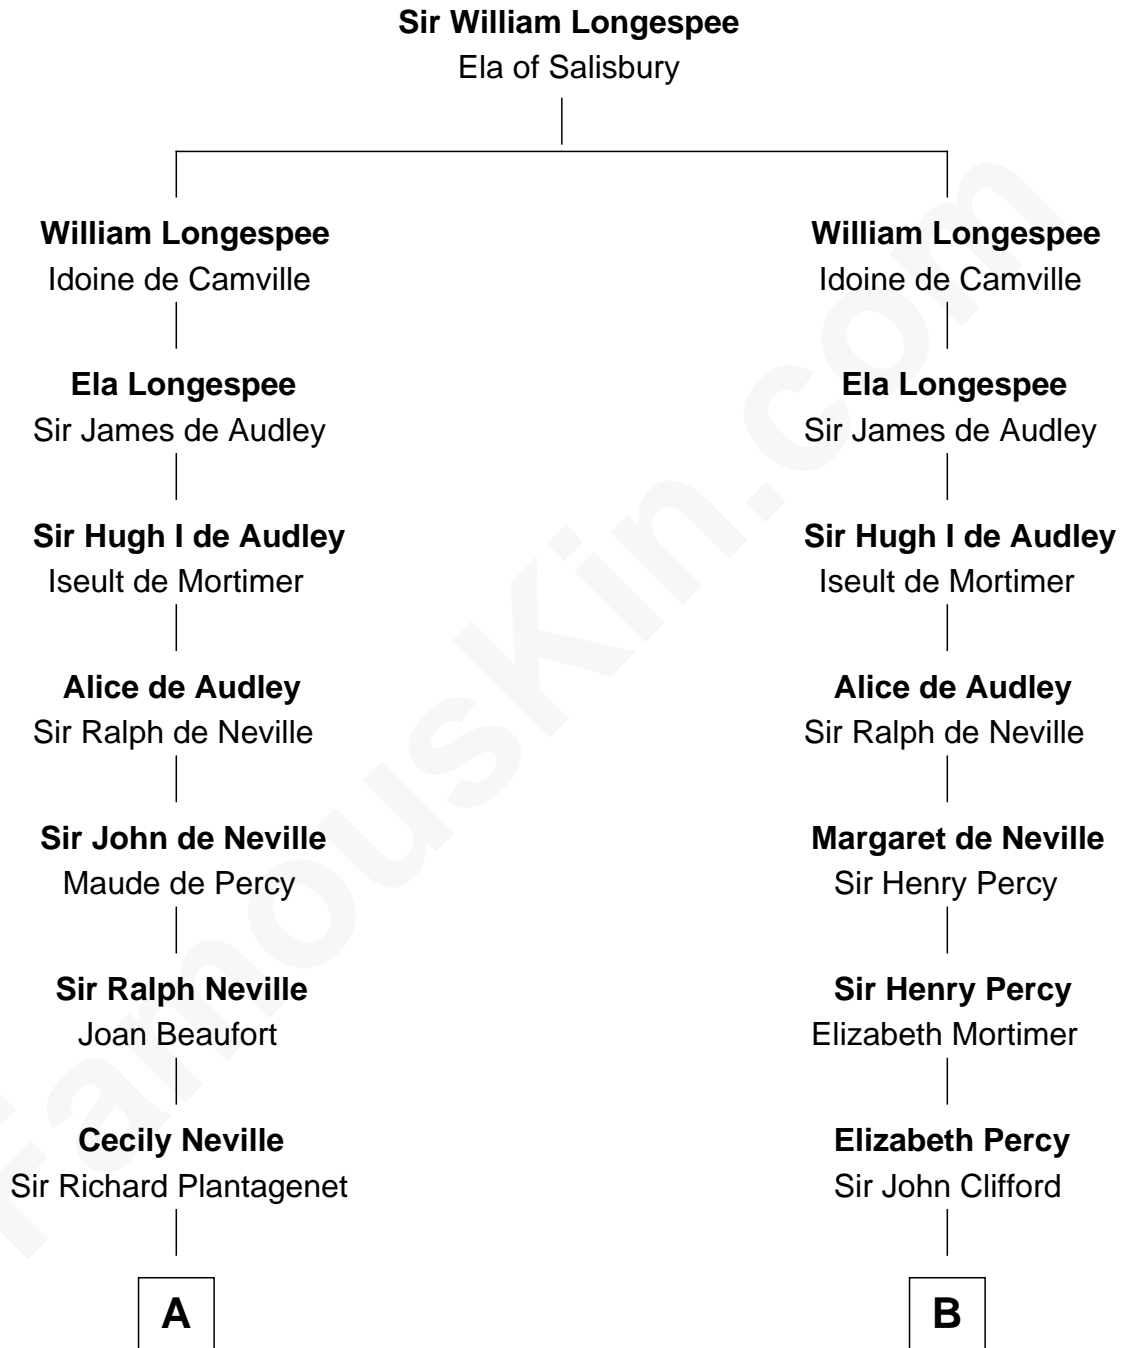 Sir William Longespee
Ela of Salisbury
William Longespee
Idoine de Camville
Ela Longespee
Sir James de Audley
Sir Hugh I de Audley
Iseult de Mortimer
Alice de Audley
Sir Ralph de Neville
Sir John de Neville
Maude de Percy
Sir Ralph Neville
Joan Beaufort
Cecily Neville
Sir Richard Plantagenet
A
William Longespee
Idoine de Camville
Ela Longespee
Sir James de Audley
Sir Hugh I de Audley
Iseult de Mortimer
Alice de Audley
Sir Ralph de Neville
Margaret de Neville
Sir Henry Percy
Sir Henry Percy
Elizabeth Mortimer
Elizabeth Percy
Sir John Clifford
B
FamousKin.com